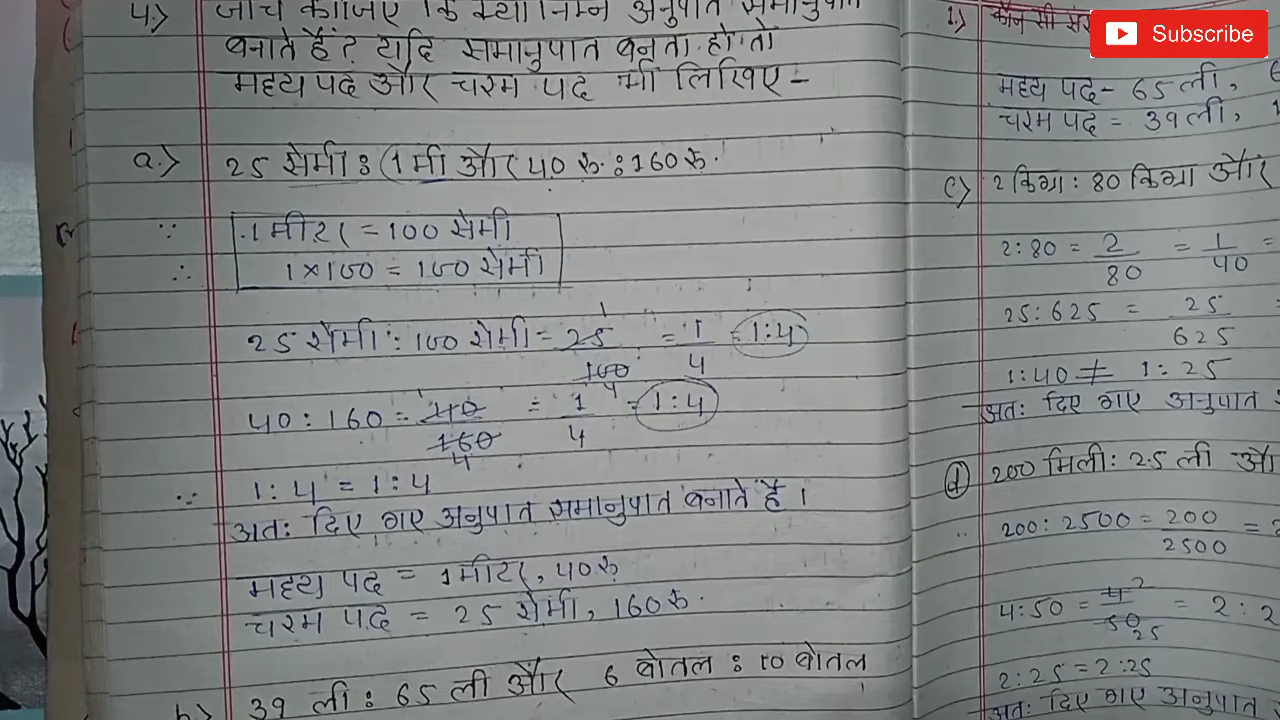 4.) जाँच कीजिए कि क्या निम्न अनुपात समानुपात
बनाते हैं? यदि समानुपात बनता हो तो
मध्य पद और चरम पद भी लिखिए -
a.) 25 सेमी : (1 मी और 40 रु. : 160 रु.
∵ 1 मीटर = 100 सेमी
∴ 1×100 = 100 सेमी
25 सेमी : 100 सेमी = 25/100 = 1/4 = 1:4
40 : 160 = 40/160 = 1/4 = 1:4
∵ 1:4 = 1:4
अतः दिए गए अनुपात समानुपात बनाते है।
मध्य पद = 1 मीटर, 40 रु
चरम पद = 25 सेमी, 160 रु.
b) 39 ली : 65 ली और 6 बोतल : 10 बोतल
1.) कौन सी
Subscribe
मध्य पद - 65 ली,
चरम पद = 39 ली,
c) 2 किग्रा : 80 किग्रा और
2:80 = 2/80 = 1/40 =
25:625 = 25/625
1:40 ≠ 1:25
अतः दिए गए अनुपात
d) 200 मिली : 2.5 ली औ
200 : 2500 = 200/2500 =
4:50 = 4/50 = 2 : 2
2:25 = 2:25
अतः दिए गए अनुपात